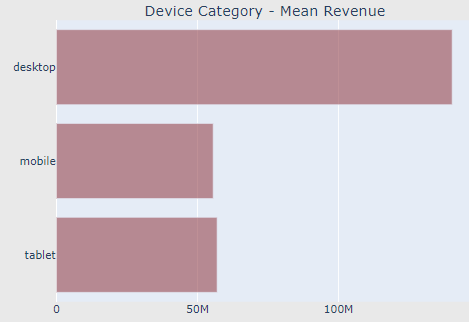 Device Category - Mean Revenue
desktop
mobile
tablet
0 50M 100M